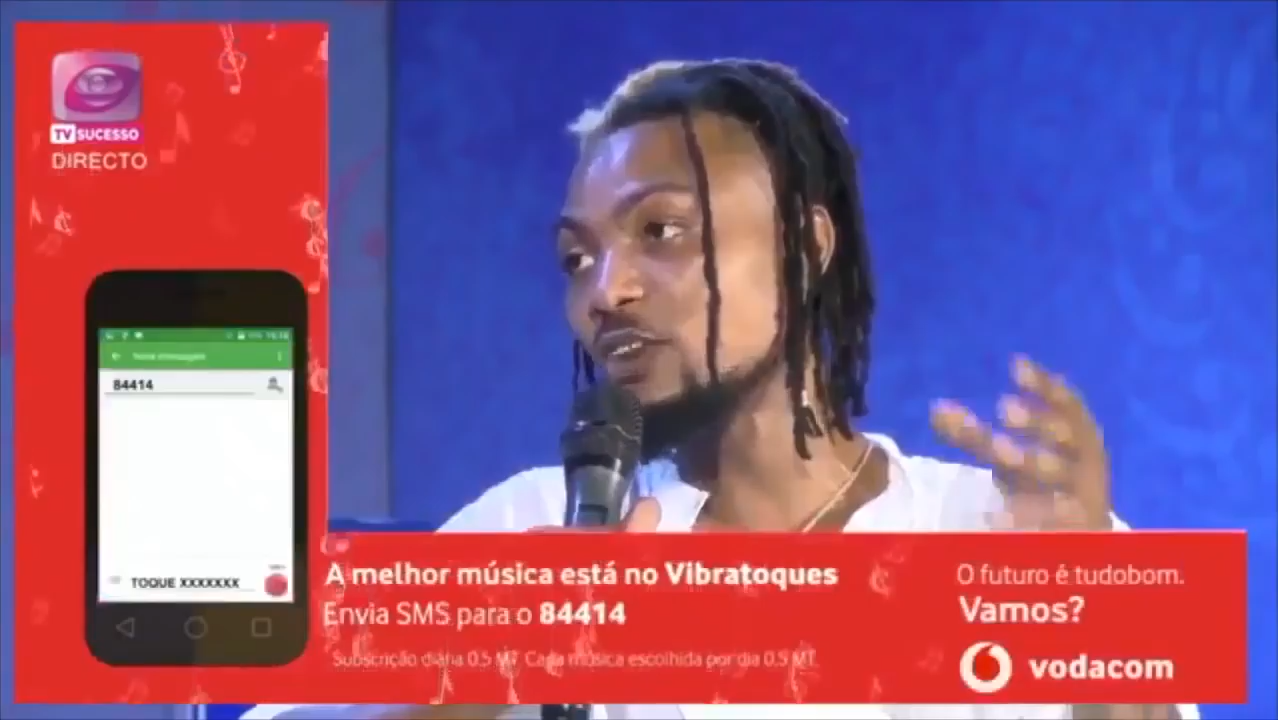 TV SUCESSO
DIRECTO
84414
TOQUE XXXXXXX
A melhor música está no Vibratoques
Envia SMS para o 84414
Subscrição diária 0.5 MT. Cada música escolhida por dia 0.5 MT.
O futuro é tudobom.
Vamos?
vodacom